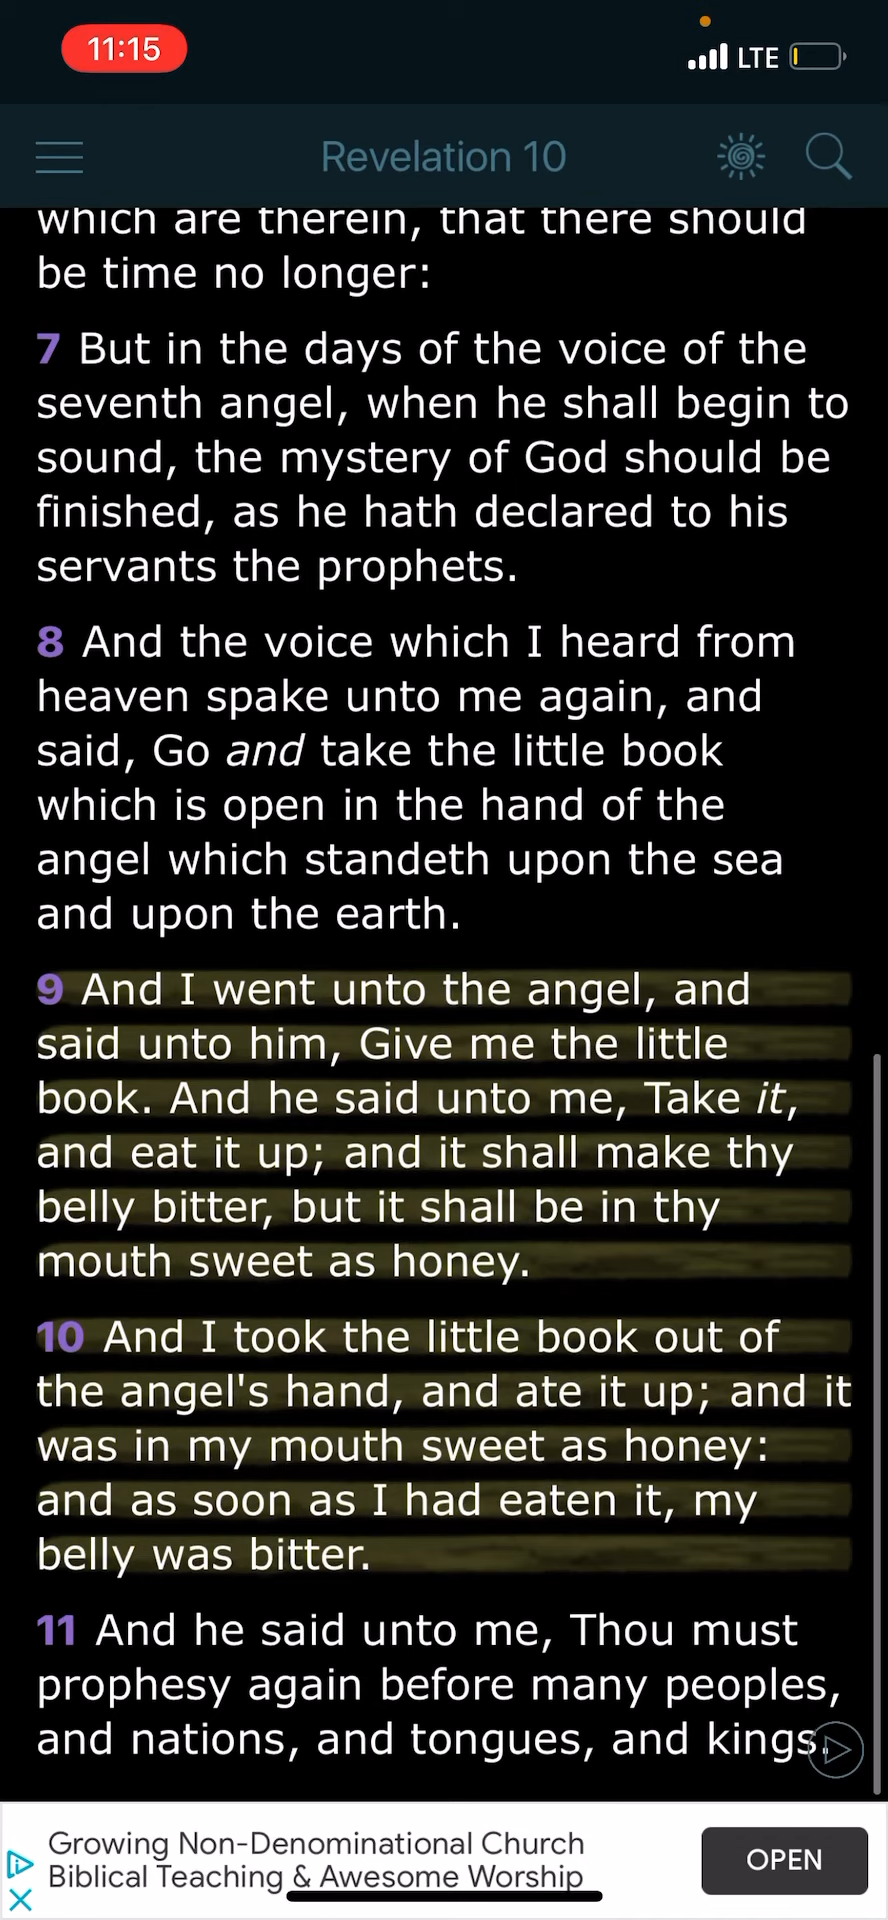 11:15
LTE
Revelation 10
which are therein, that there should
be time no longer:
7 But in the days of the voice of the
seventh angel, when he shall begin to
sound, the mystery of God should be
finished, as he hath declared to his
servants the prophets.
8 And the voice which I heard from
heaven spake unto me again, and
said, Go and take the little book
which is open in the hand of the
angel which standeth upon the sea
and upon the earth.
9 And I went unto the angel, and
said unto him, Give me the little
book. And he said unto me, Take it,
and eat it up; and it shall make thy
belly bitter, but it shall be in thy
mouth sweet as honey.
10 And I took the little book out of
the angel's hand, and ate it up; and it
was in my mouth sweet as honey:
and as soon as I had eaten it, my
belly was bitter.
11 And he said unto me, Thou must
prophesy again before many peoples,
and nations, and tongues, and kings.
Growing Non-Denominational Church
Biblical Teaching & Awesome Worship
OPEN